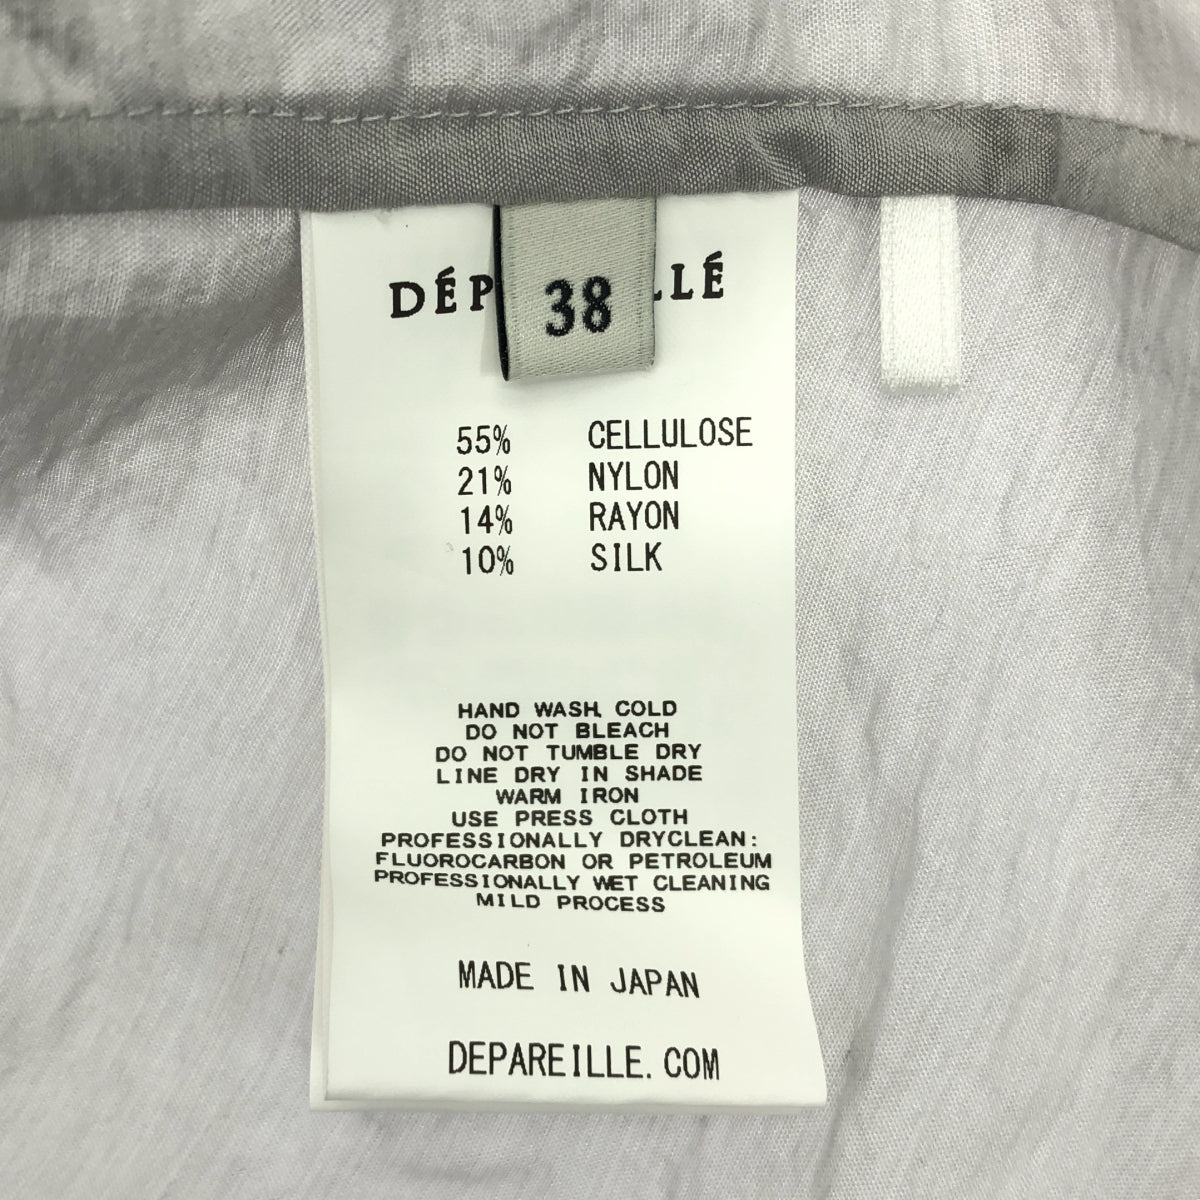 DÉP 38 LLÉ
55% CELLULOSE
21% NYLON
14% RAYON
10% SILK
HAND WASH, COLD
DO NOT BLEACH
DO NOT TUMBLE DRY
LINE DRY IN SHADE
WARM IRON
USE PRESS CLOTH
PROFESSIONALLY DRYCLEAN:
FLUOROCARBON OR PETROLEUM
PROFESSIONALLY WET CLEANING
MILD PROCESS
MADE IN JAPAN
DEPAREILLE.COM